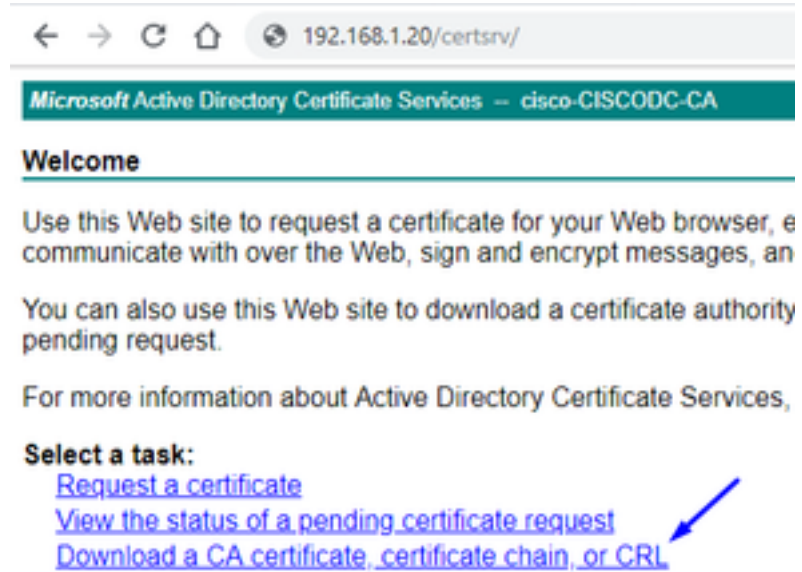 192.168.1.20/certsrv/
Microsoft Active Directory Certificate Services -- cisco-CISCODC-CA
Welcome
Use this Web site to request a certificate for your Web browser, e
communicate with over the Web, sign and encrypt messages, an
You can also use this Web site to download a certificate authority
pending request.
For more information about Active Directory Certificate Services,
Select a task:
Request a certificate
View the status of a pending certificate request
Download a CA certificate, certificate chain, or CRL